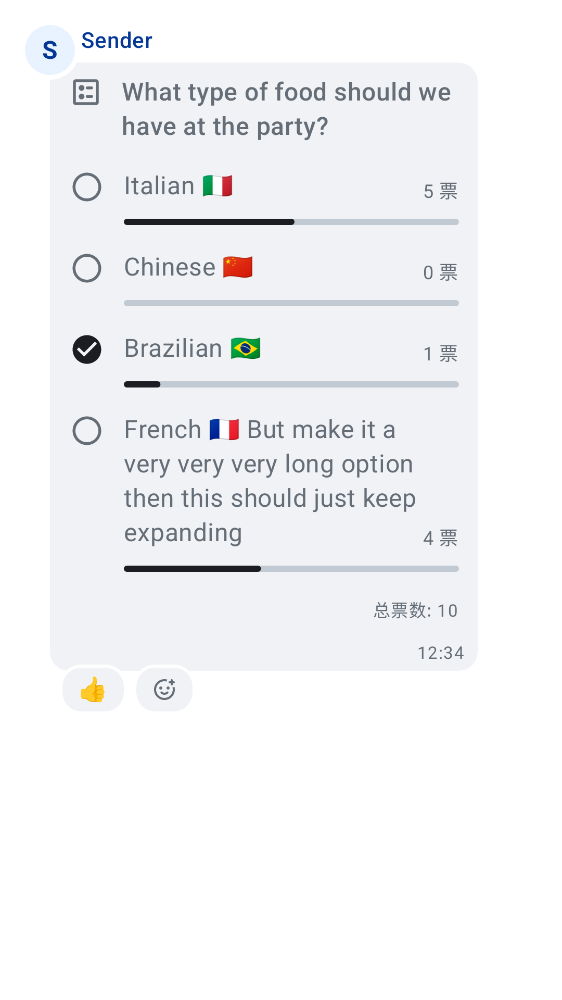 S
Sender
What type of food should we
have at the party?
Italian 🇮🇹
5 票
Chinese 🇨🇳
0 票
Brazilian 🇧🇷
1 票
French 🇫🇷 But make it a
very very very long option
then this should just keep
expanding
4 票
总票数: 10
12:34
👍